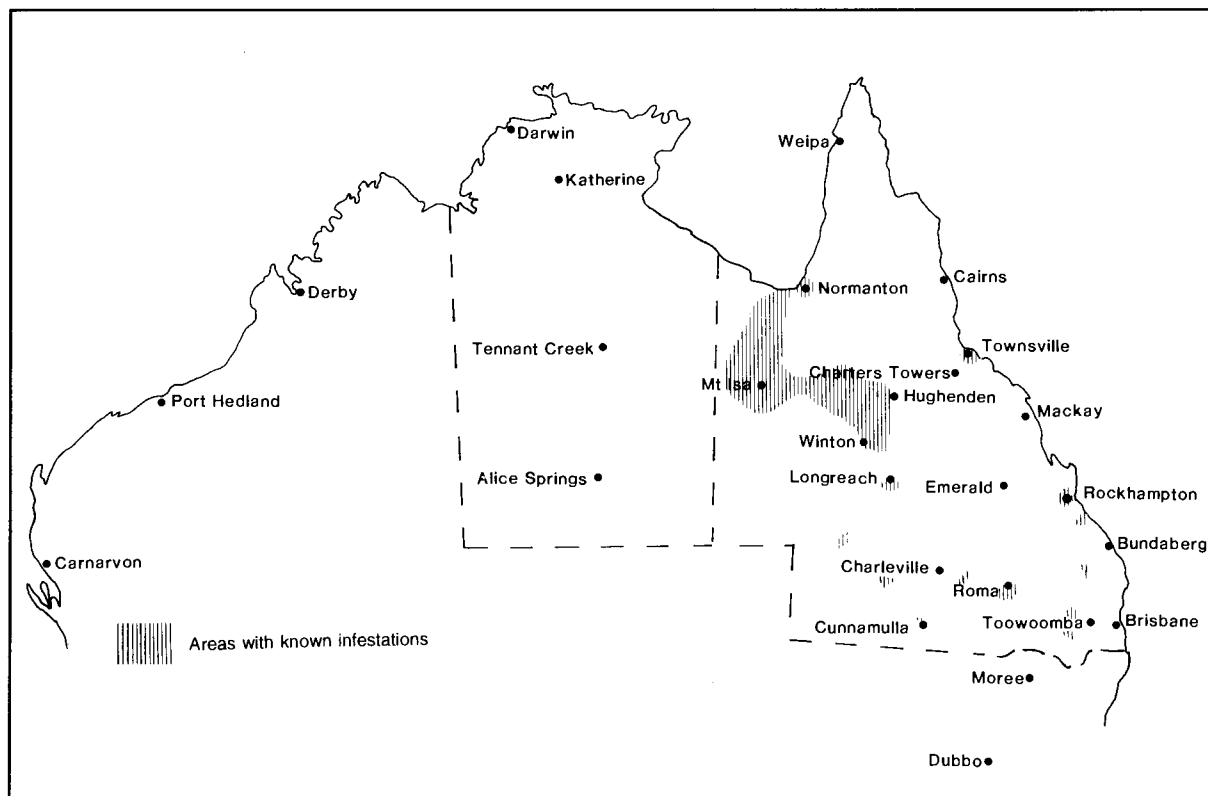 Darwin
Weipa
Katherine
Cairns
Normanton
Derby
Tennant Creek
Townsville
Charters Towers
Mt Isa
Hughenden
Port Hedland
Mackay
Winton
Alice Springs
Longreach
Emerald
Rockhampton
Bundaberg
Carnarvon
Charleville
Roma
Cunnamulla
Toowoomba
Brisbane
Areas with known infestations
Moree
Dubbo